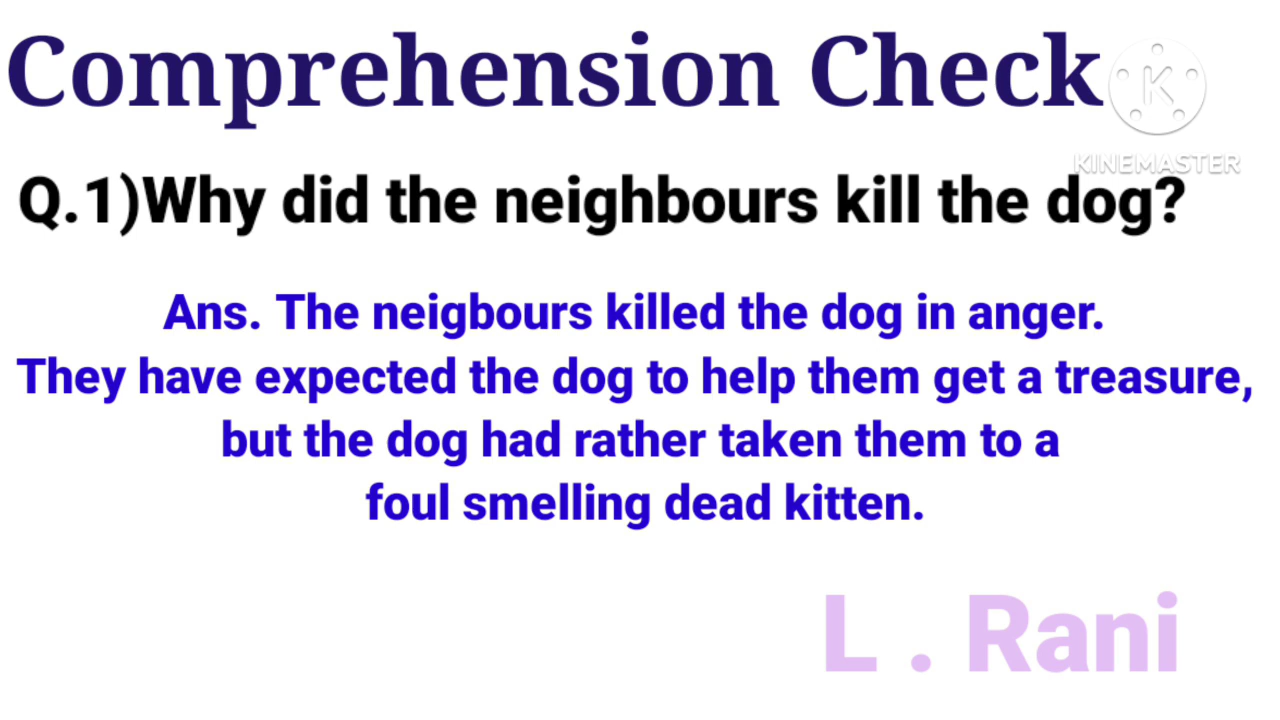 Comprehension Check
K
KINEMASTER
Q.1)Why did the neighbours kill the dog?
Ans. The neigbours killed the dog in anger.
They have expected the dog to help them get a treasure,
but the dog had rather taken them to a
foul smelling dead kitten.
L . Rani